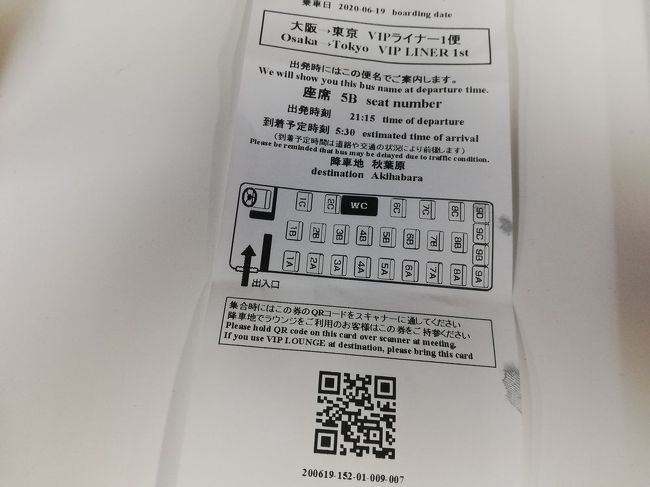 乗車日 2020-06-19 boarding date
大阪→東京 VIPライナー1便
Osaka→Tokyo VIP LINER 1st
出発時にはこの便名でご案内します。
We will show you this bus name at departure time.
座席 5B seat number
出発時刻 21:15 time of departure
到着予定時刻 5:30 estimated time of arrival
(到着予定時間は道路や交通の状況により前後します)
Please be reminded that bus may be delayed due to traffic condition.
降車地 秋葉原
destination Akihabara
1C 2C WC 6C 7C 8C 9D
9C
1B 2B 3B 4B 5B 6B 7B 8B 9B
1A 2A 3A 4A 5A 6A 7A 8A 9A
出入口
集合時にはこの券のQRコードをスキャナーに通してください
降車地でラウンジをご利用のお客様はこの券をご持参ください
Please hold QR code on this card over scanner at meeting.
If you use VIP LOUNGE at destination, please bring this card
200619-152-01-009-007